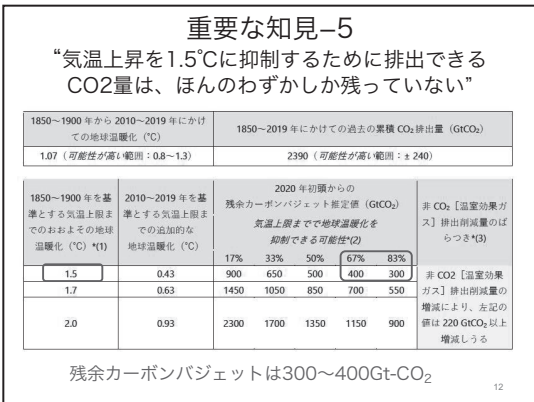 重要な知見–5
“気温上昇を1.5℃に抑制するために排出できる
CO2量は、ほんのわずかしか残っていない”
1850～1900 年から 2010～2019 年にかけ
ての地球温暖化（°C）
1850～2019 年にかけての過去の累積 CO₂ 排出量（GtCO₂）
1.07（可能性が高い範囲：0.8～1.3）
2390（可能性が高い範囲：± 240）
1850～1900 年を基
準とする気温上限ま
でのおおよその地球
温暖化（°C）*(1)
2010～2019 年を基
準とする気温上限ま
での追加的な
地球温暖化（°C）
2020 年初頭からの
残余カーボンバジェット推定値（GtCO₂）
気温上限までで地球温暖化を
抑制できる可能性*(2)
非 CO₂［温室効果ガ
ス］排出削減量のば
らつき*(3)
17% 33% 50% 67% 83%
1.5 0.43 900 650 500 400 300
1.7 0.63 1450 1050 850 700 550
2.0 0.93 2300 1700 1350 1150 900
非 CO2［温室効果
ガス］排出削減量の
増減により、左記の
値は 220 GtCO₂ 以上
増減しうる
残余カーボンバジェットは300～400Gt-CO₂
12